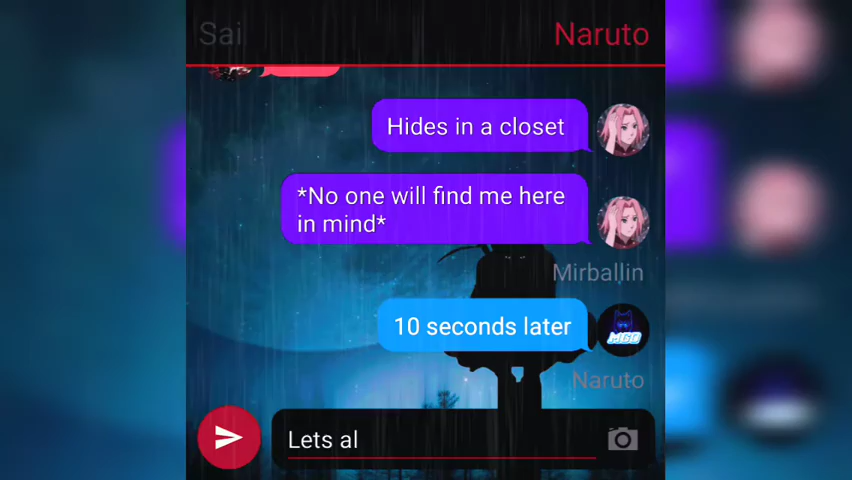 Sai
Naruto
Hides in a closet
*No one will find me here
in mind*
Mirballin
10 seconds later
MGD
Naruto
Lets al